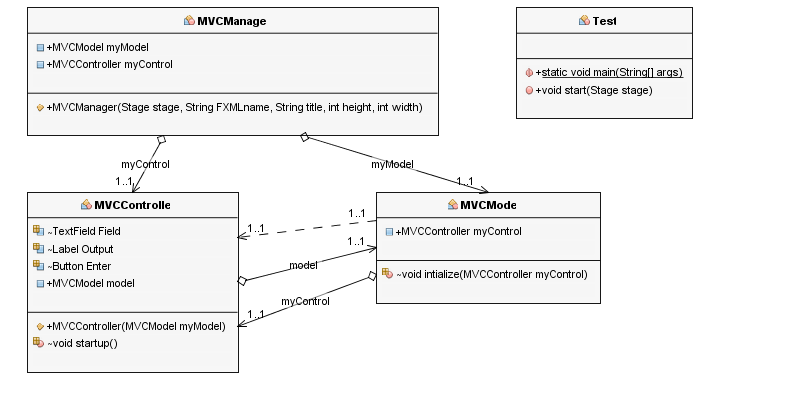 MVCManage
+MVCModel myModel
+MVCController myControl
+MVCManager(Stage stage, String FXMLname, String title, int height, int width)
Test
+static void main(String[] args)
+void start(Stage stage)
myControl
1..1
myModel
1..1
MVCControlle
~TextField Field
~Label Output
~Button Enter
+MVCModel model
+MVCController(MVCModel myModel)
~void startup()
1..1
1..1
1..1
model
myControl
1..1
MVCMode
+MVCController myControl
~void intialize(MVCController myControl)